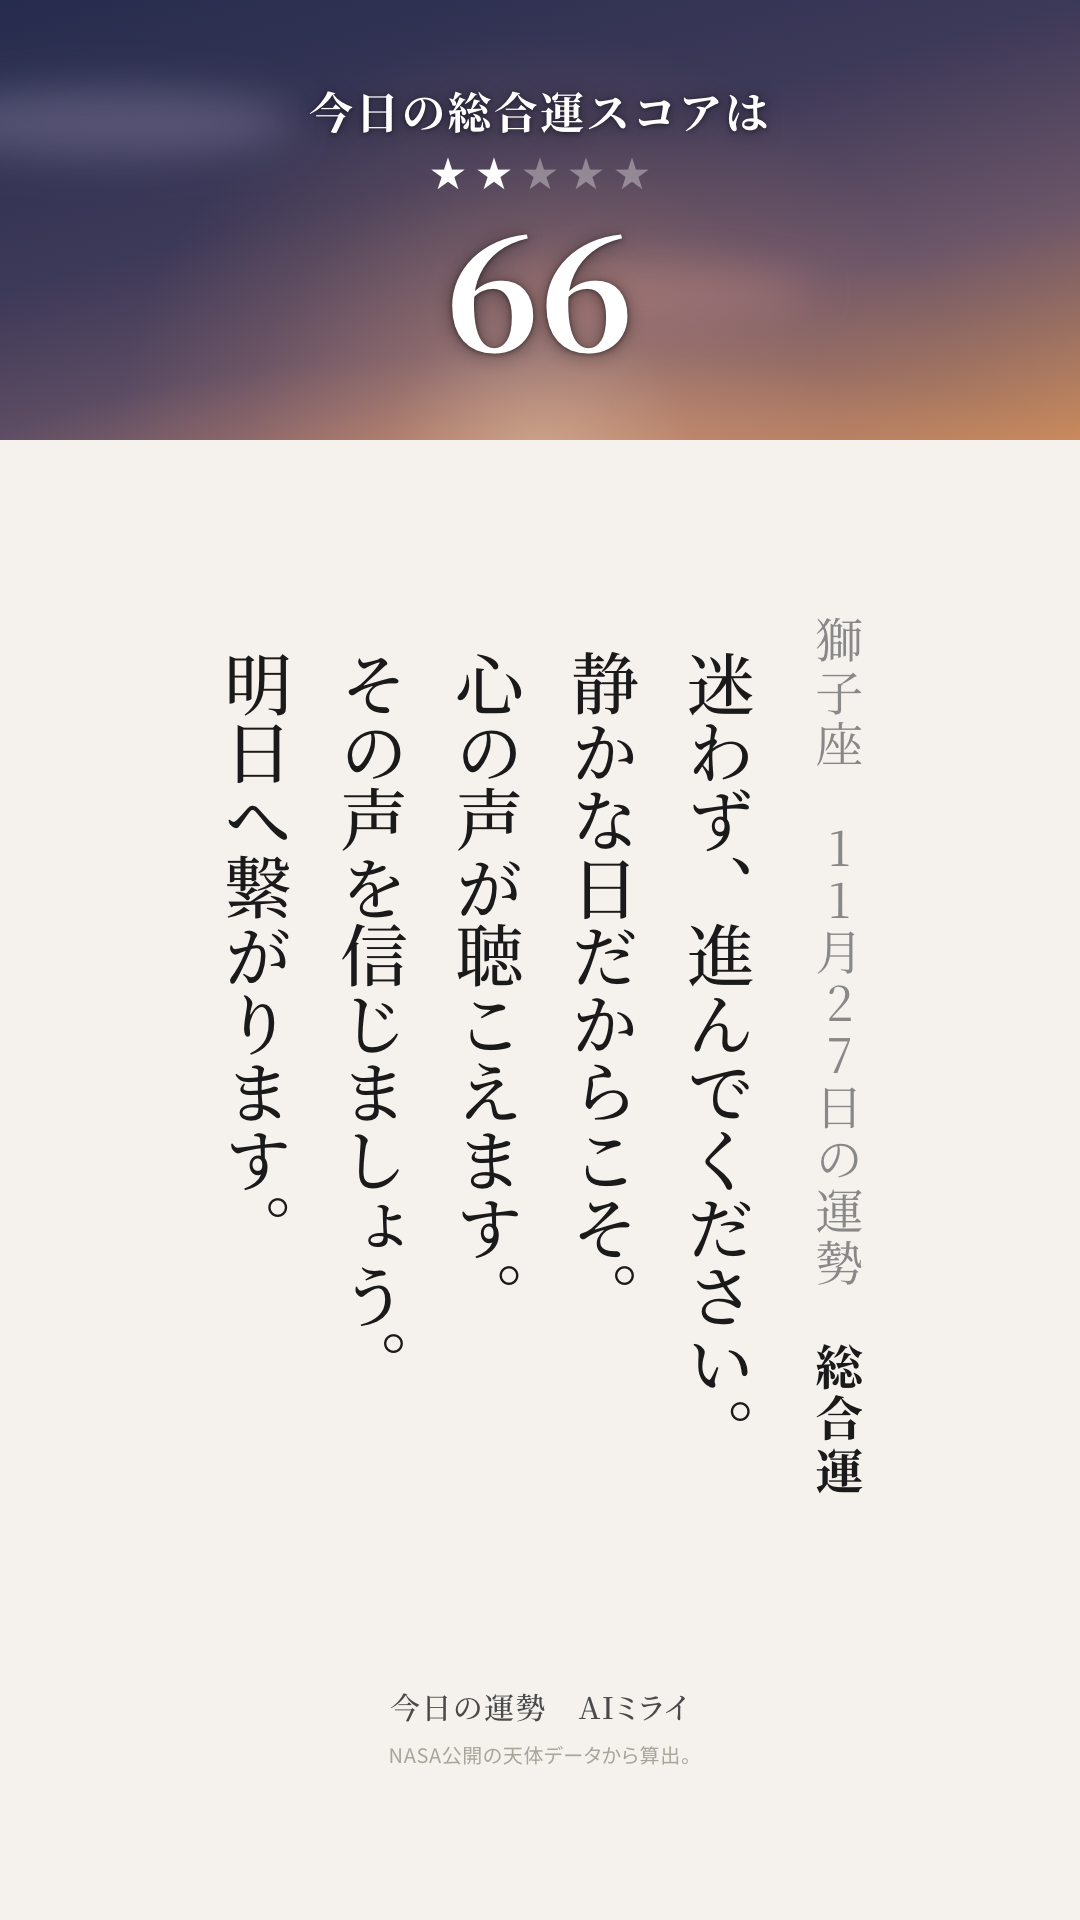 今日の総合運スコアは
★★★★★
66
獅子座　11月27日の運勢　総合運
迷わず、進んでください。
静かな日だからこそ。
心の声が聴こえます。
その声を信じましょう。
明日へ繋がります。
今日の運勢　AIミライ
NASA公開の天体データから算出。